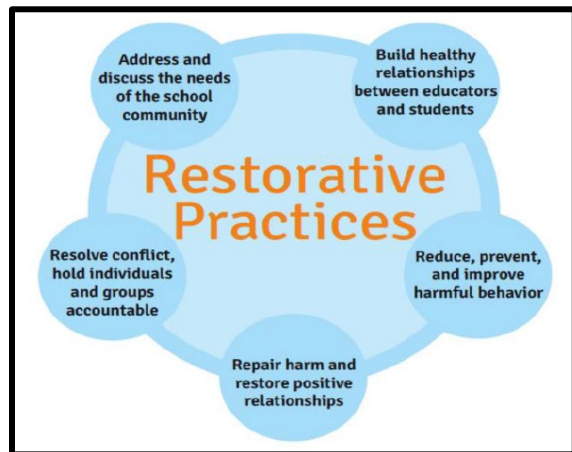 Address and
discuss the needs
of the school
community
Build healthy
relationships
between educators
and students
Restorative
Practices
Resolve conflict,
hold individuals
and groups
accountable
Reduce, prevent,
and improve
harmful behavior
Repair harm and
restore positive
relationships